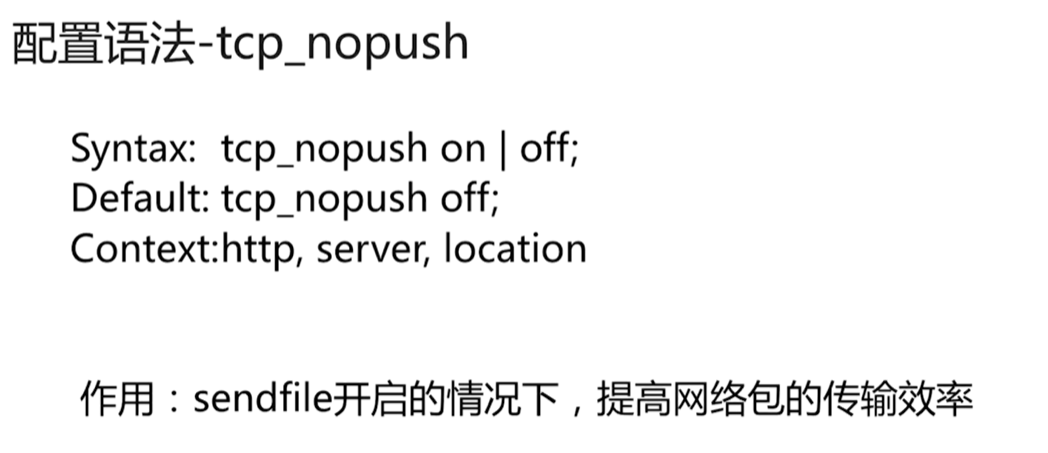 配置语法-tcp_nopush
Syntax: tcp_nopush on | off;
Default: tcp_nopush off;
Context:http, server, location
作用：sendfile开启的情况下，提高网络包的传输效率